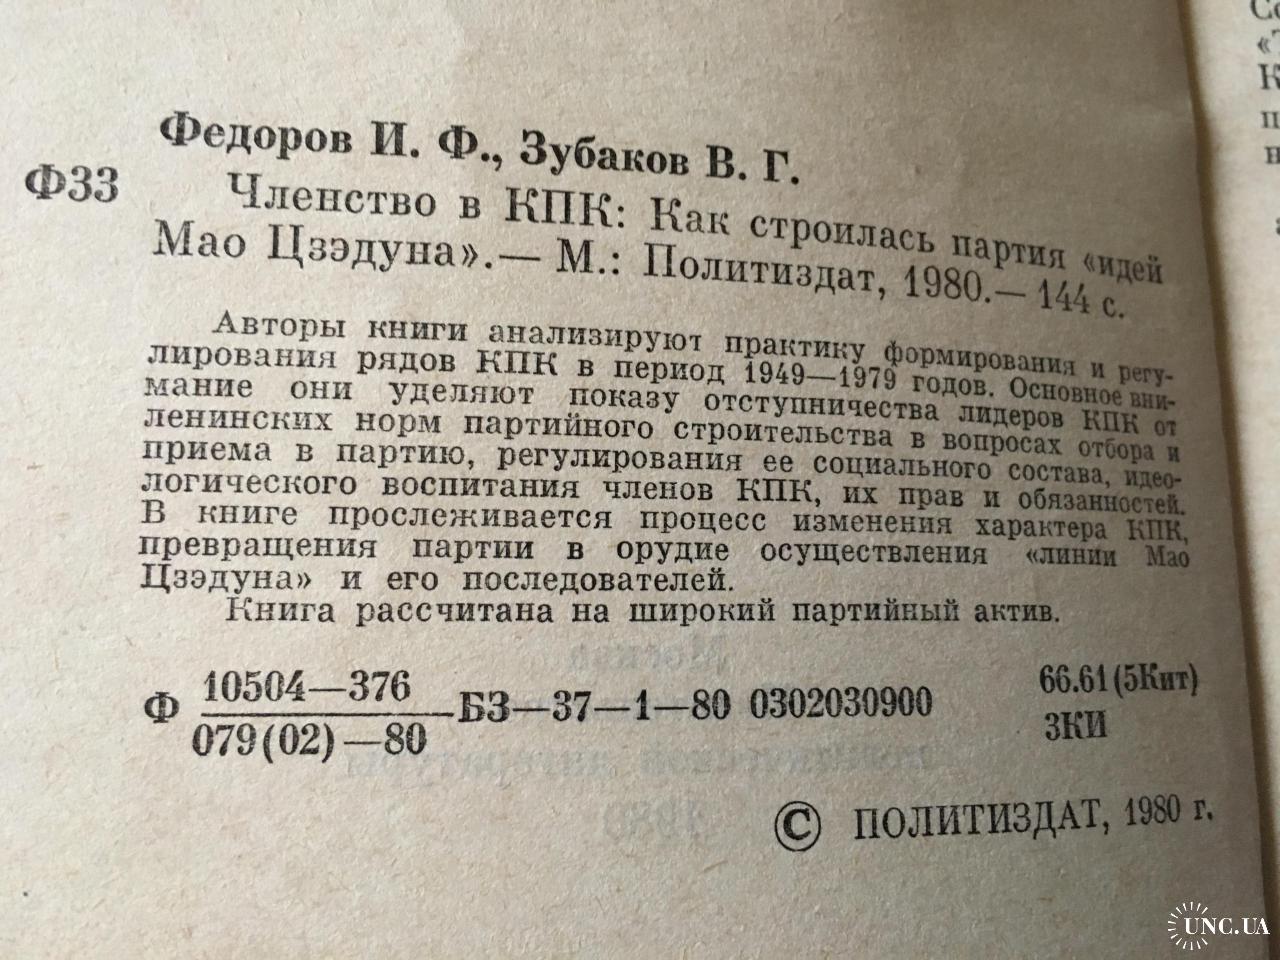 Федоров И. Ф., Зубаков В. Г.
Ф33
Членство в КПК: Как строилась партия «идей
Мао Цзэдуна».— М.: Политиздат, 1980.— 144 с.
Авторы книги анализируют практику формирования и регу-
лирования рядов КПК в период 1949—1979 годов. Основное вни-
мание они уделяют показу отступничества лидеров КПК от
ленинских норм партийного строительства в вопросах отбора и
приема в партию, регулирования ее социального состава, идео-
логического воспитания членов КПК, их прав и обязанностей.
В книге прослеживается процесс изменения характера КПК,
превращения партии в орудие осуществления «линии Мао
Цзэдуна» и его последователей.
Книга рассчитана на широкий партийный актив.
Ф 10504—376
079(02)—80
БЗ—37—1—80 0302030900
66.61(5Кит)
3КИ
© ПОЛИТИЗДАТ, 1980 г.
UNC.UA